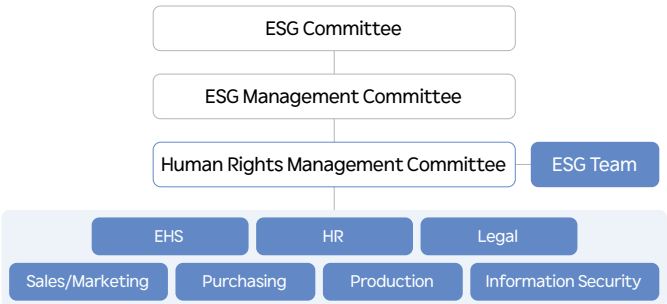 ESG Committee
ESG Management Committee
Human Rights Management Committee
ESG Team
EHS
HR
Legal
Sales/Marketing
Purchasing
Production
Information Security